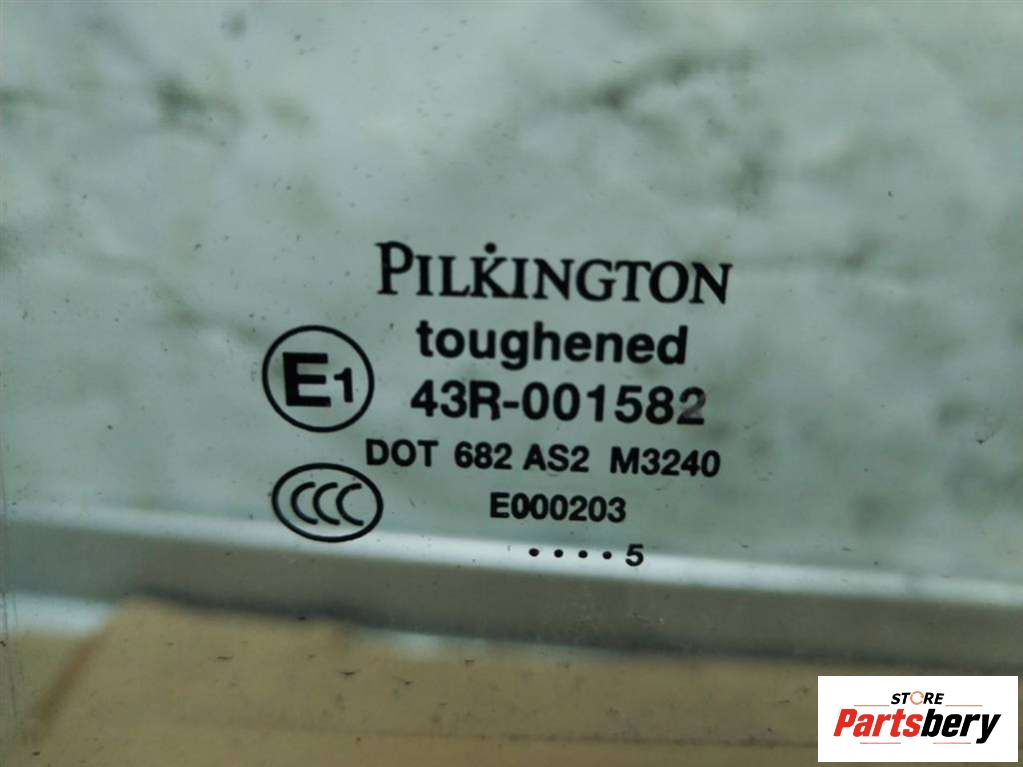 PILKINGTON
toughened
E1
43R-001582
DOT 682 AS2 M3240
CCC
E000203
....5
STORE
Partsbery